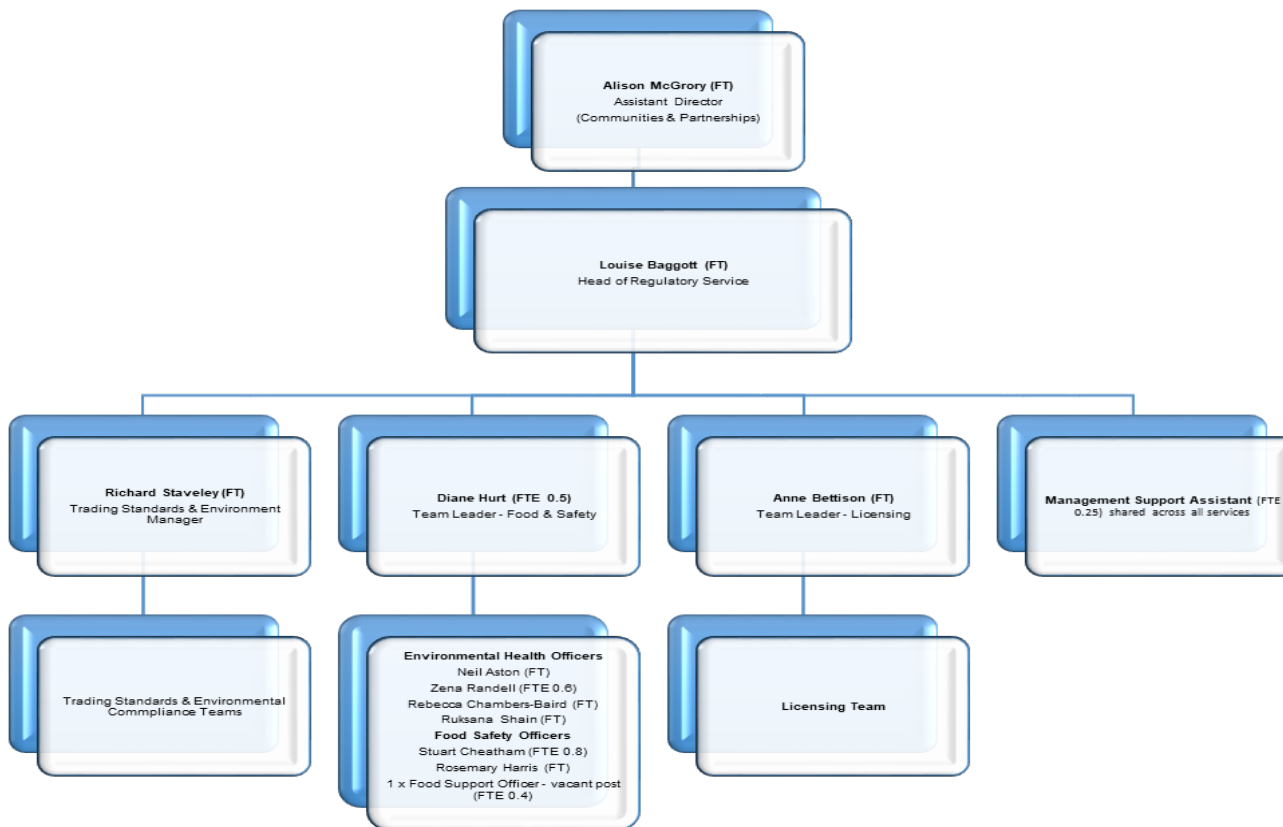 Alison McGrory (FT)
Assistant Director
(Communities & Partnerships)
Louise Baggott (FT)
Head of Regulatory Service
Richard Staveley (FT)
Trading Standards & Environment
Manager
Diane Hurt (FTE 0.5)
Team Leader - Food & Safety
Anne Bettison (FT)
Team Leader - Licensing
Management Support Assistant (FTE
0.25) shared across all services
Trading Standards & Environmental
Commpliance Teams
Environmental Health Officers
Neil Aston (FT)
Zena Randell (FTE 0.6)
Rebecca Chambers-Baird (FT)
Ruksana Shain (FT)
Food Safety Officers
Stuart Cheatham (FTE 0.8)
Rosemary Harris (FT)
1 x Food Support Officer - vacant post
(FTE 0.4)
Licensing Team